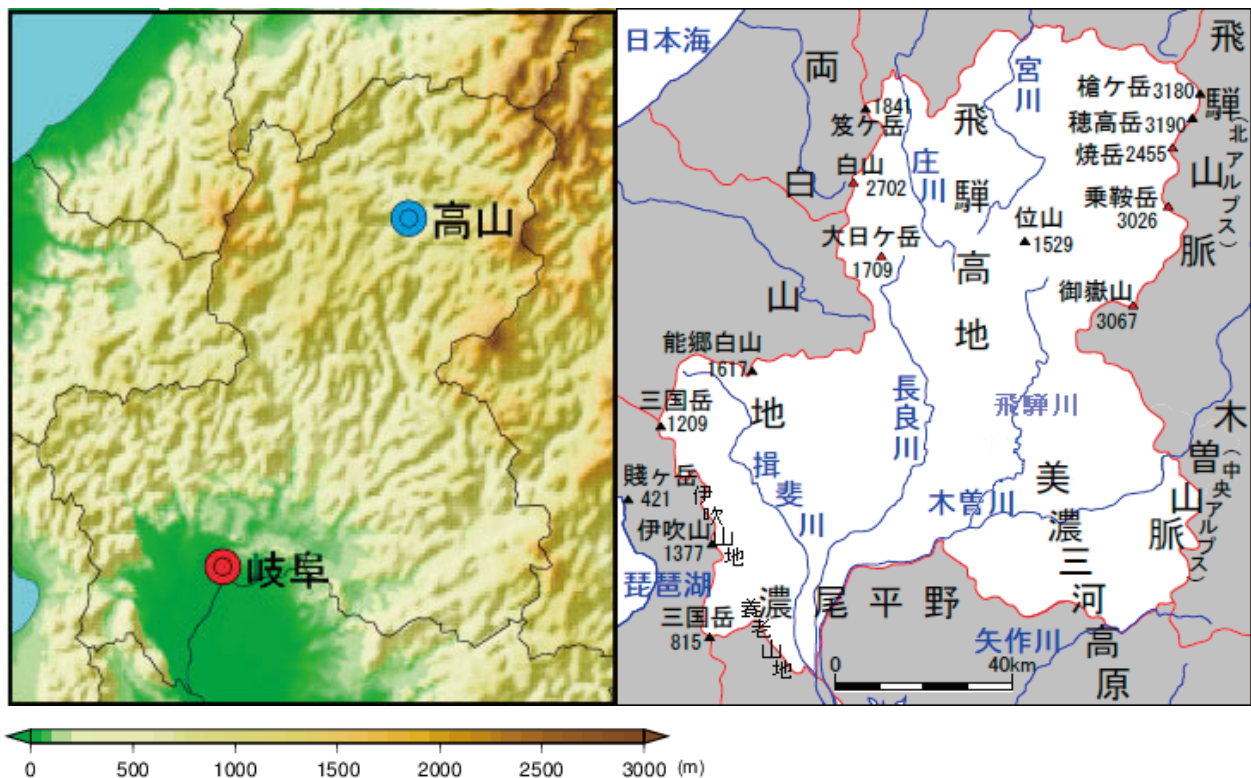 高山
岐阜
0 500 1000 1500 2000 2500 3000 (m)
日本海
両白山地
1841
笈ケ岳
白山
2702
大日ケ岳
1709
庄川
飛騨高地
宮川
位山
1529
槍ケ岳 3180
穂高岳 3190
焼岳 2455
乗鞍岳
3026
御嶽山
3067
飛騨山脈
(北アルプス)
能郷白山
1617
三国岳
1209
賤ヶ岳
421
伊吹山地
伊吹山
1377
琵琶湖
三国岳
815
養老山地
揖斐川
長良川
飛騨川
木曽川
美濃三河高原
木曽山脈
(中央アルプス)
濃尾平野
矢作川
0 40km